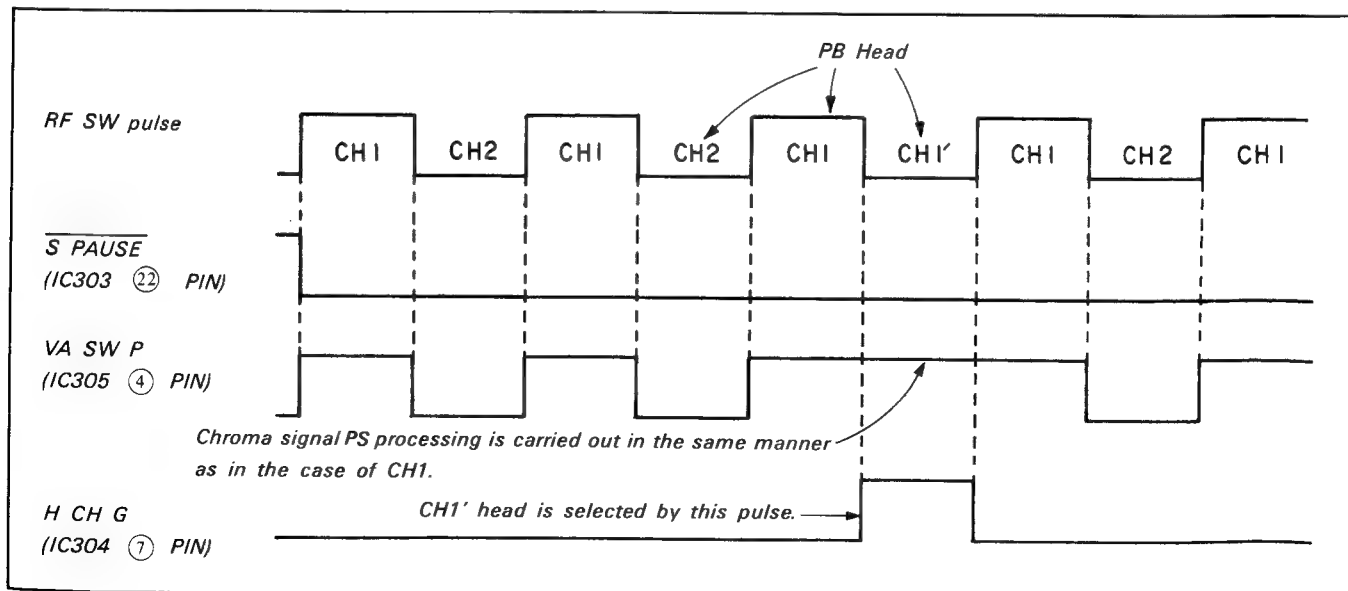 PB Head
RF SW pulse
CH1 CH2 CH1 CH2 CH1 CH1′ CH1 CH2 CH1
S PAUSE
(IC303 ㉒ PIN)
VA SW P
(IC305 ④ PIN)
Chroma signal PS processing is carried out in the same manner
as in the case of CH1.
CH1′ head is selected by this pulse.
H CH G
(IC304 ⑦ PIN)